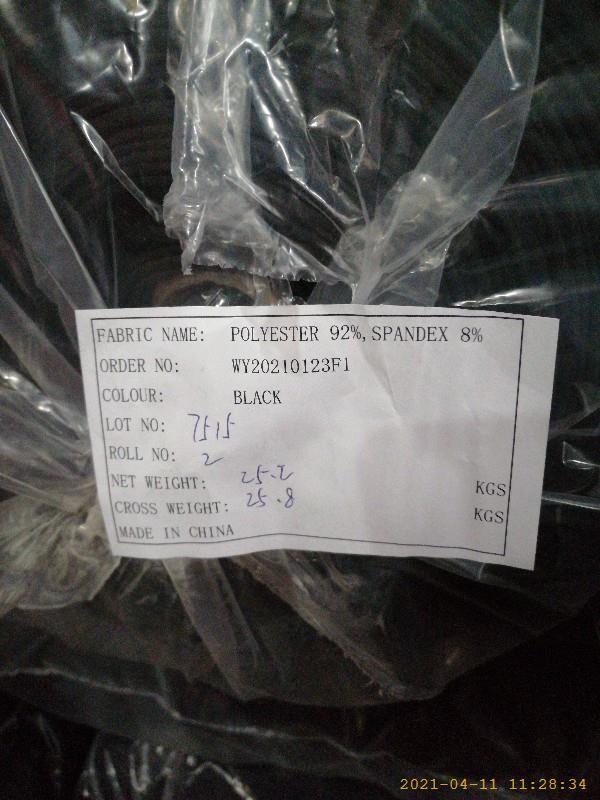 FABRIC NAME: POLYESTER 92%, SPANDEX 8%
ORDER NO: WY20210123F1
COLOUR: BLACK
LOT NO: 7515
ROLL NO: 2
NET WEIGHT: 25.2 KGS
CROSS WEIGHT: 25.8 KGS
MADE IN CHINA
2021-04-11 11:28:34